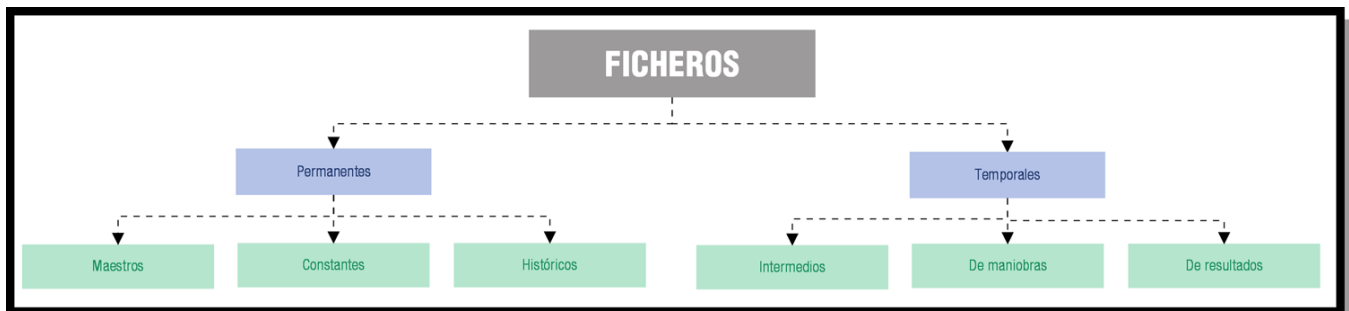 FICHEROS
Permanentes
Temporales
Maestros
Constantes
Históricos
Intermedios
De maniobras
De resultados